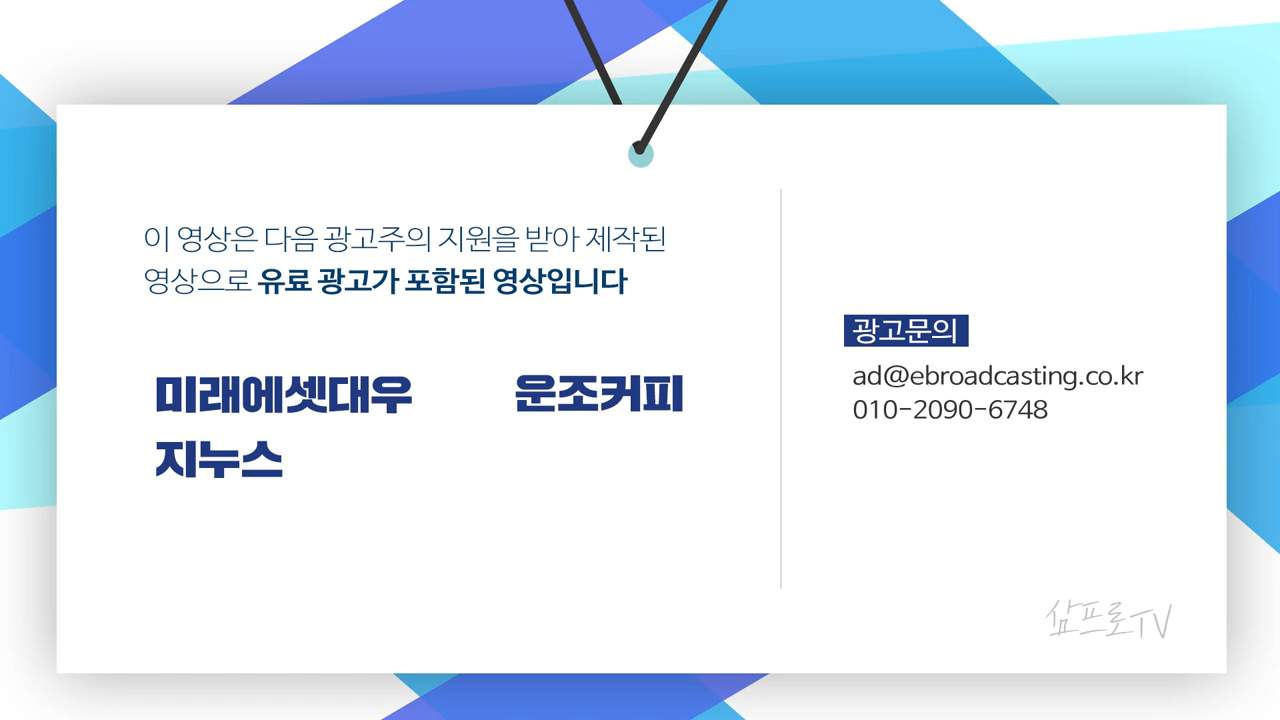 이 영상은 다음 광고주의 지원을 받아 제작된
영상으로 유료 광고가 포함된 영상입니다
미래에셋대우 운조커피
지누스
광고문의
ad@ebroadcasting.co.kr
010-2090-6748
삼프로TV